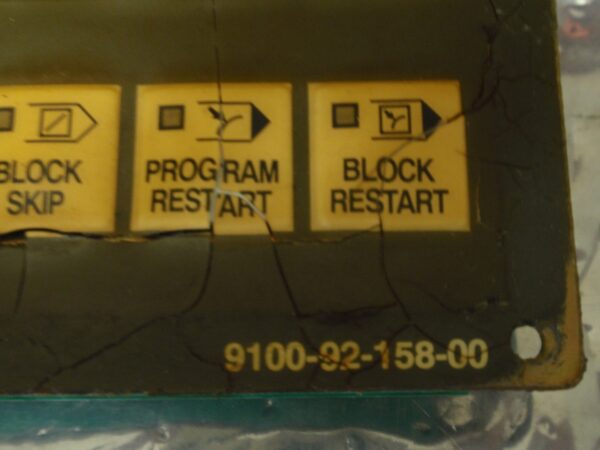 BLOCK
SKIP
PROGRAM
RESTART
BLOCK
RESTART
9100-92-158-00